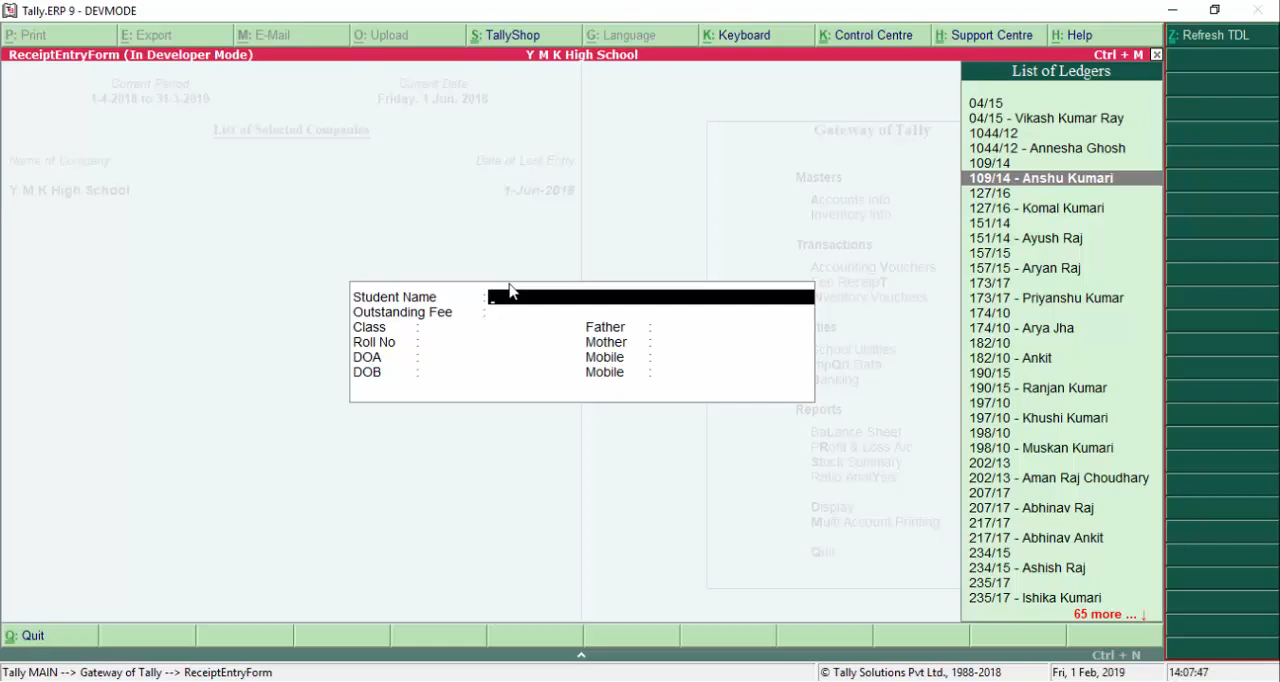 Tally.ERP 9 - DEVMODE
P: Print
E: Export
M: E-Mail
O: Upload
S: TallyShop
G: Language
K: Keyboard
K: Control Centre
H: Support Centre
H: Help
Z: Refresh TDL
ReceiptEntryForm (In Developer Mode)
Y M K High School
Ctrl + M
Current Period
1-4-2018 to 31-3-2019
Current Date
Friday, 1 Jun, 2018
List of Selected Companies
Name of Company
Date of Last Entry
Y M K High School
1-Jun-2018
Gateway of Tally
Masters
Accounts Info
Inventory Info
Transactions
Accounting Vouchers
Fee ReceipT
Inventory Vouchers
School Utilities
ImpOrt Data
Banking
Reports
BaLance Sheet
PRofit & Loss A/c
Stock Summary
Ratio AnalYsis
Display
Multi Account Printing
Quit
Student Name :
Outstanding Fee :
Class : Father :
Roll No : Mother :
DOA : Mobile :
DOB : Mobile :
List of Ledgers
04/15
04/15 - Vikash Kumar Ray
1044/12
1044/12 - Annesha Ghosh
109/14
109/14 - Anshu Kumari
127/16
127/16 - Komal Kumari
151/14
151/14 - Ayush Raj
157/15
157/15 - Aryan Raj
173/17
173/17 - Priyanshu Kumar
174/10
174/10 - Arya Jha
182/10
182/10 - Ankit
190/15
190/15 - Ranjan Kumar
197/10
197/10 - Khushi Kumari
198/10
198/10 - Muskan Kumari
202/13
202/13 - Aman Raj Choudhary
207/17
207/17 - Abhinav Raj
217/17
217/17 - Abhinav Ankit
234/15
234/15 - Ashish Raj
235/17
235/17 - Ishika Kumari
65 more ... ↓
Q: Quit
Ctrl + N
Tally MAIN --> Gateway of Tally --> ReceiptEntryForm
© Tally Solutions Pvt Ltd., 1988-2018
Fri, 1 Feb, 2019
14:07:47